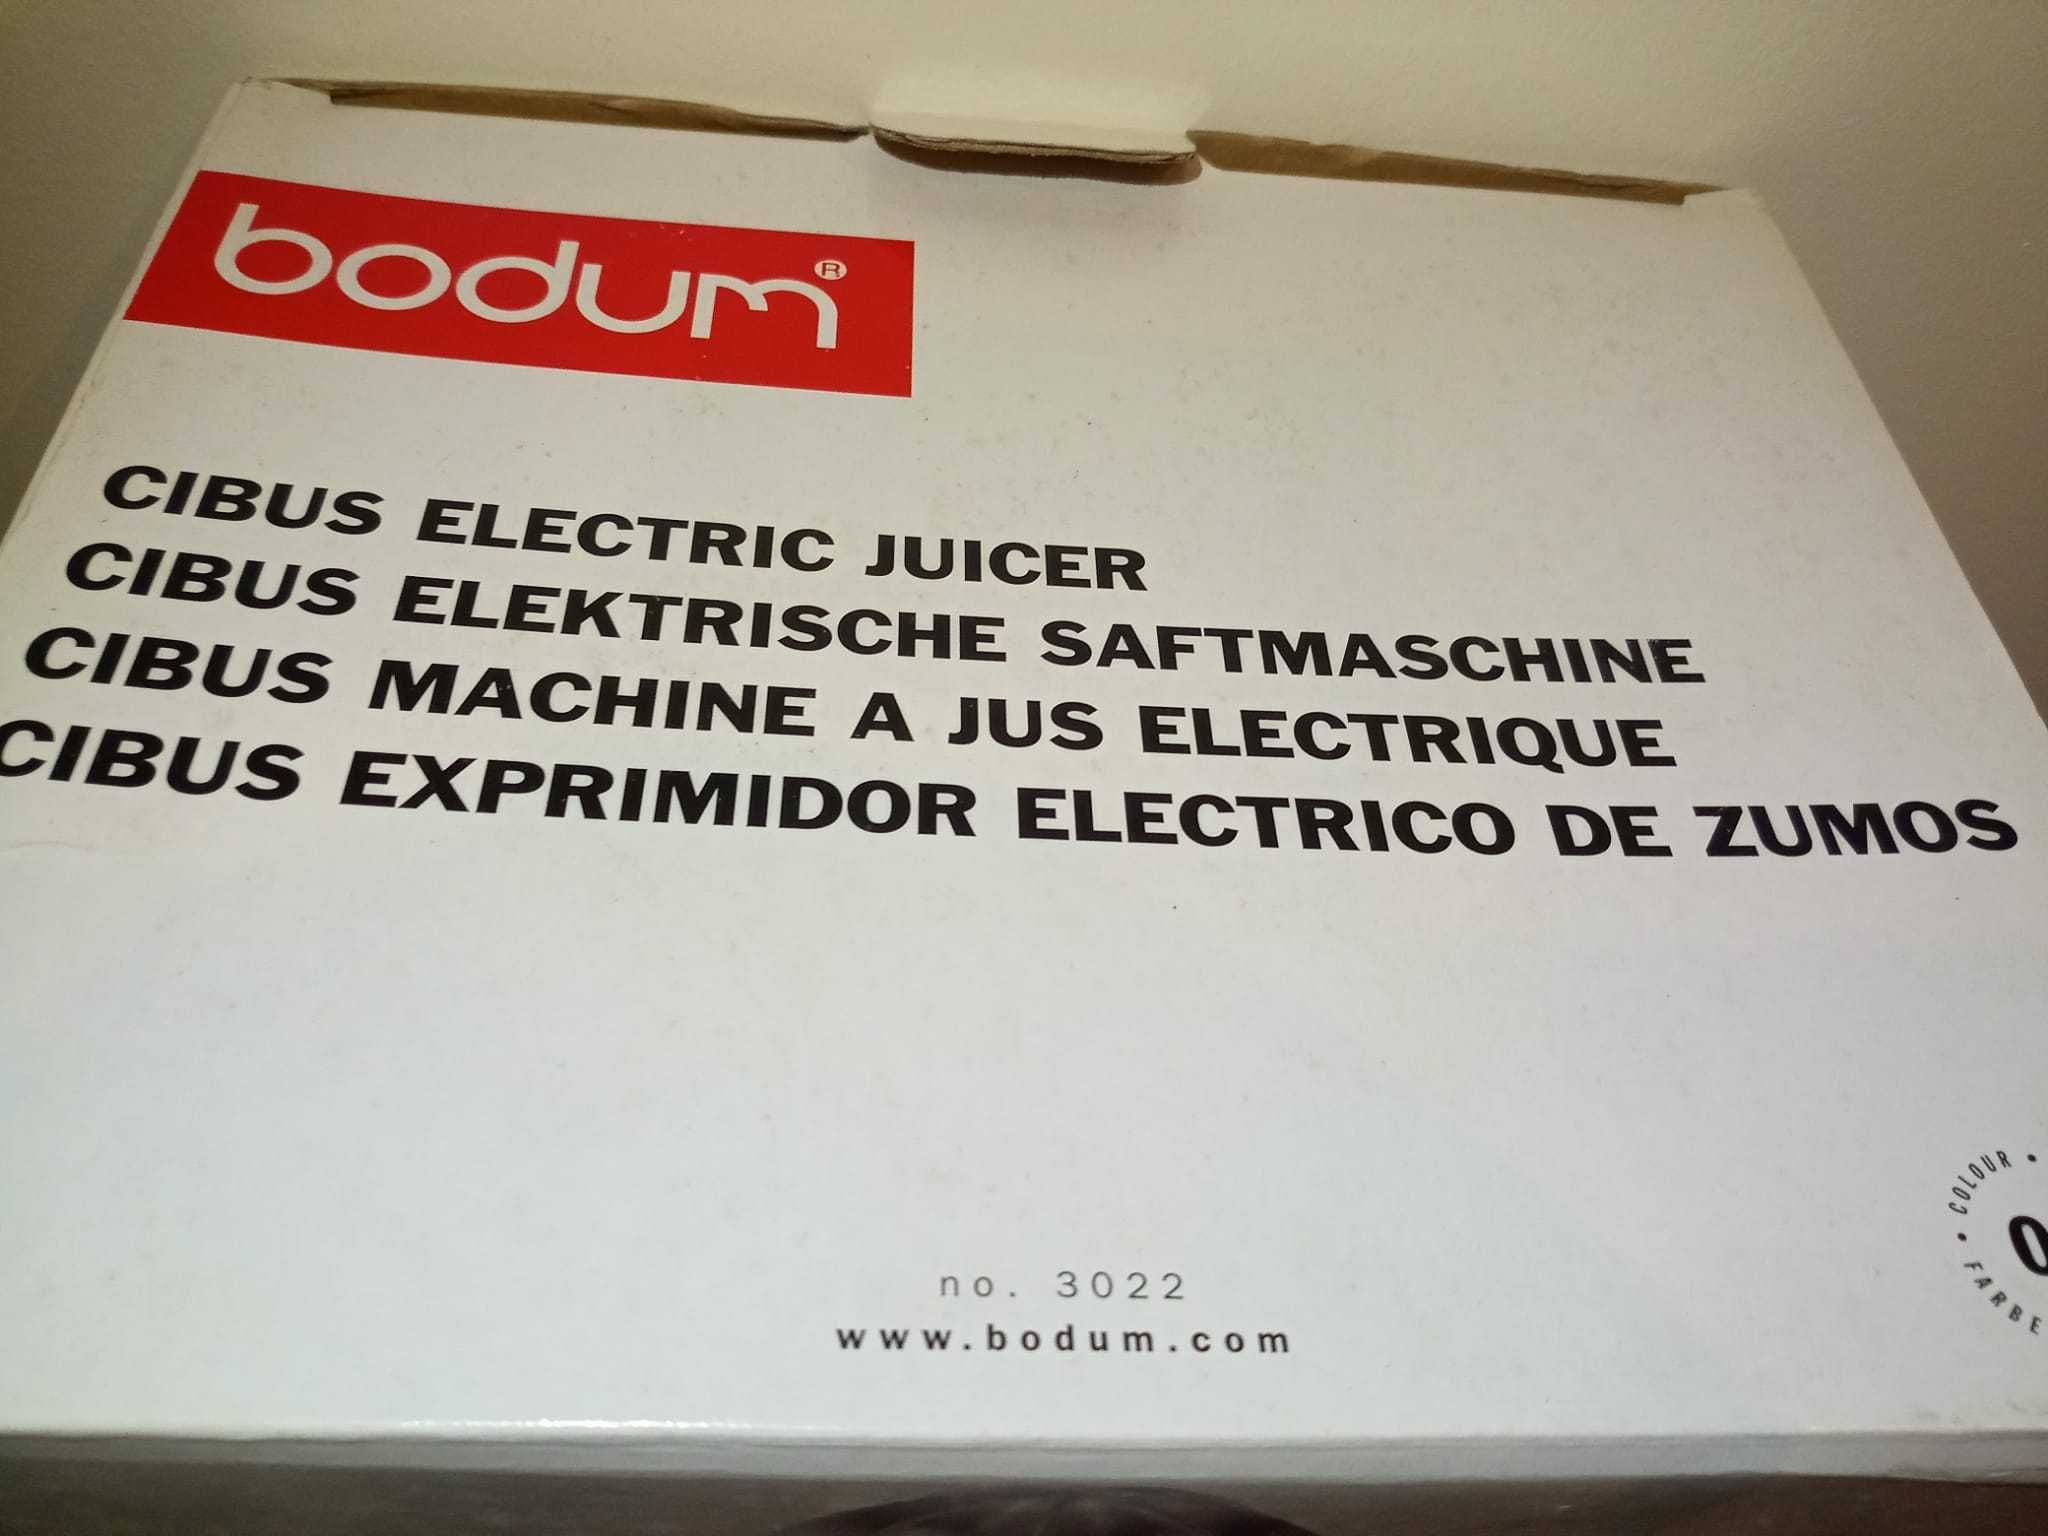 bodum®
CIBUS ELECTRIC JUICER
CIBUS ELEKTRISCHE SAFTMASCHINE
CIBUS MACHINE A JUS ELECTRIQUE
CIBUS EXPRIMIDOR ELECTRICO DE ZUMOS
• COLOUR •
FARBE
no. 3022
www.bodum.com